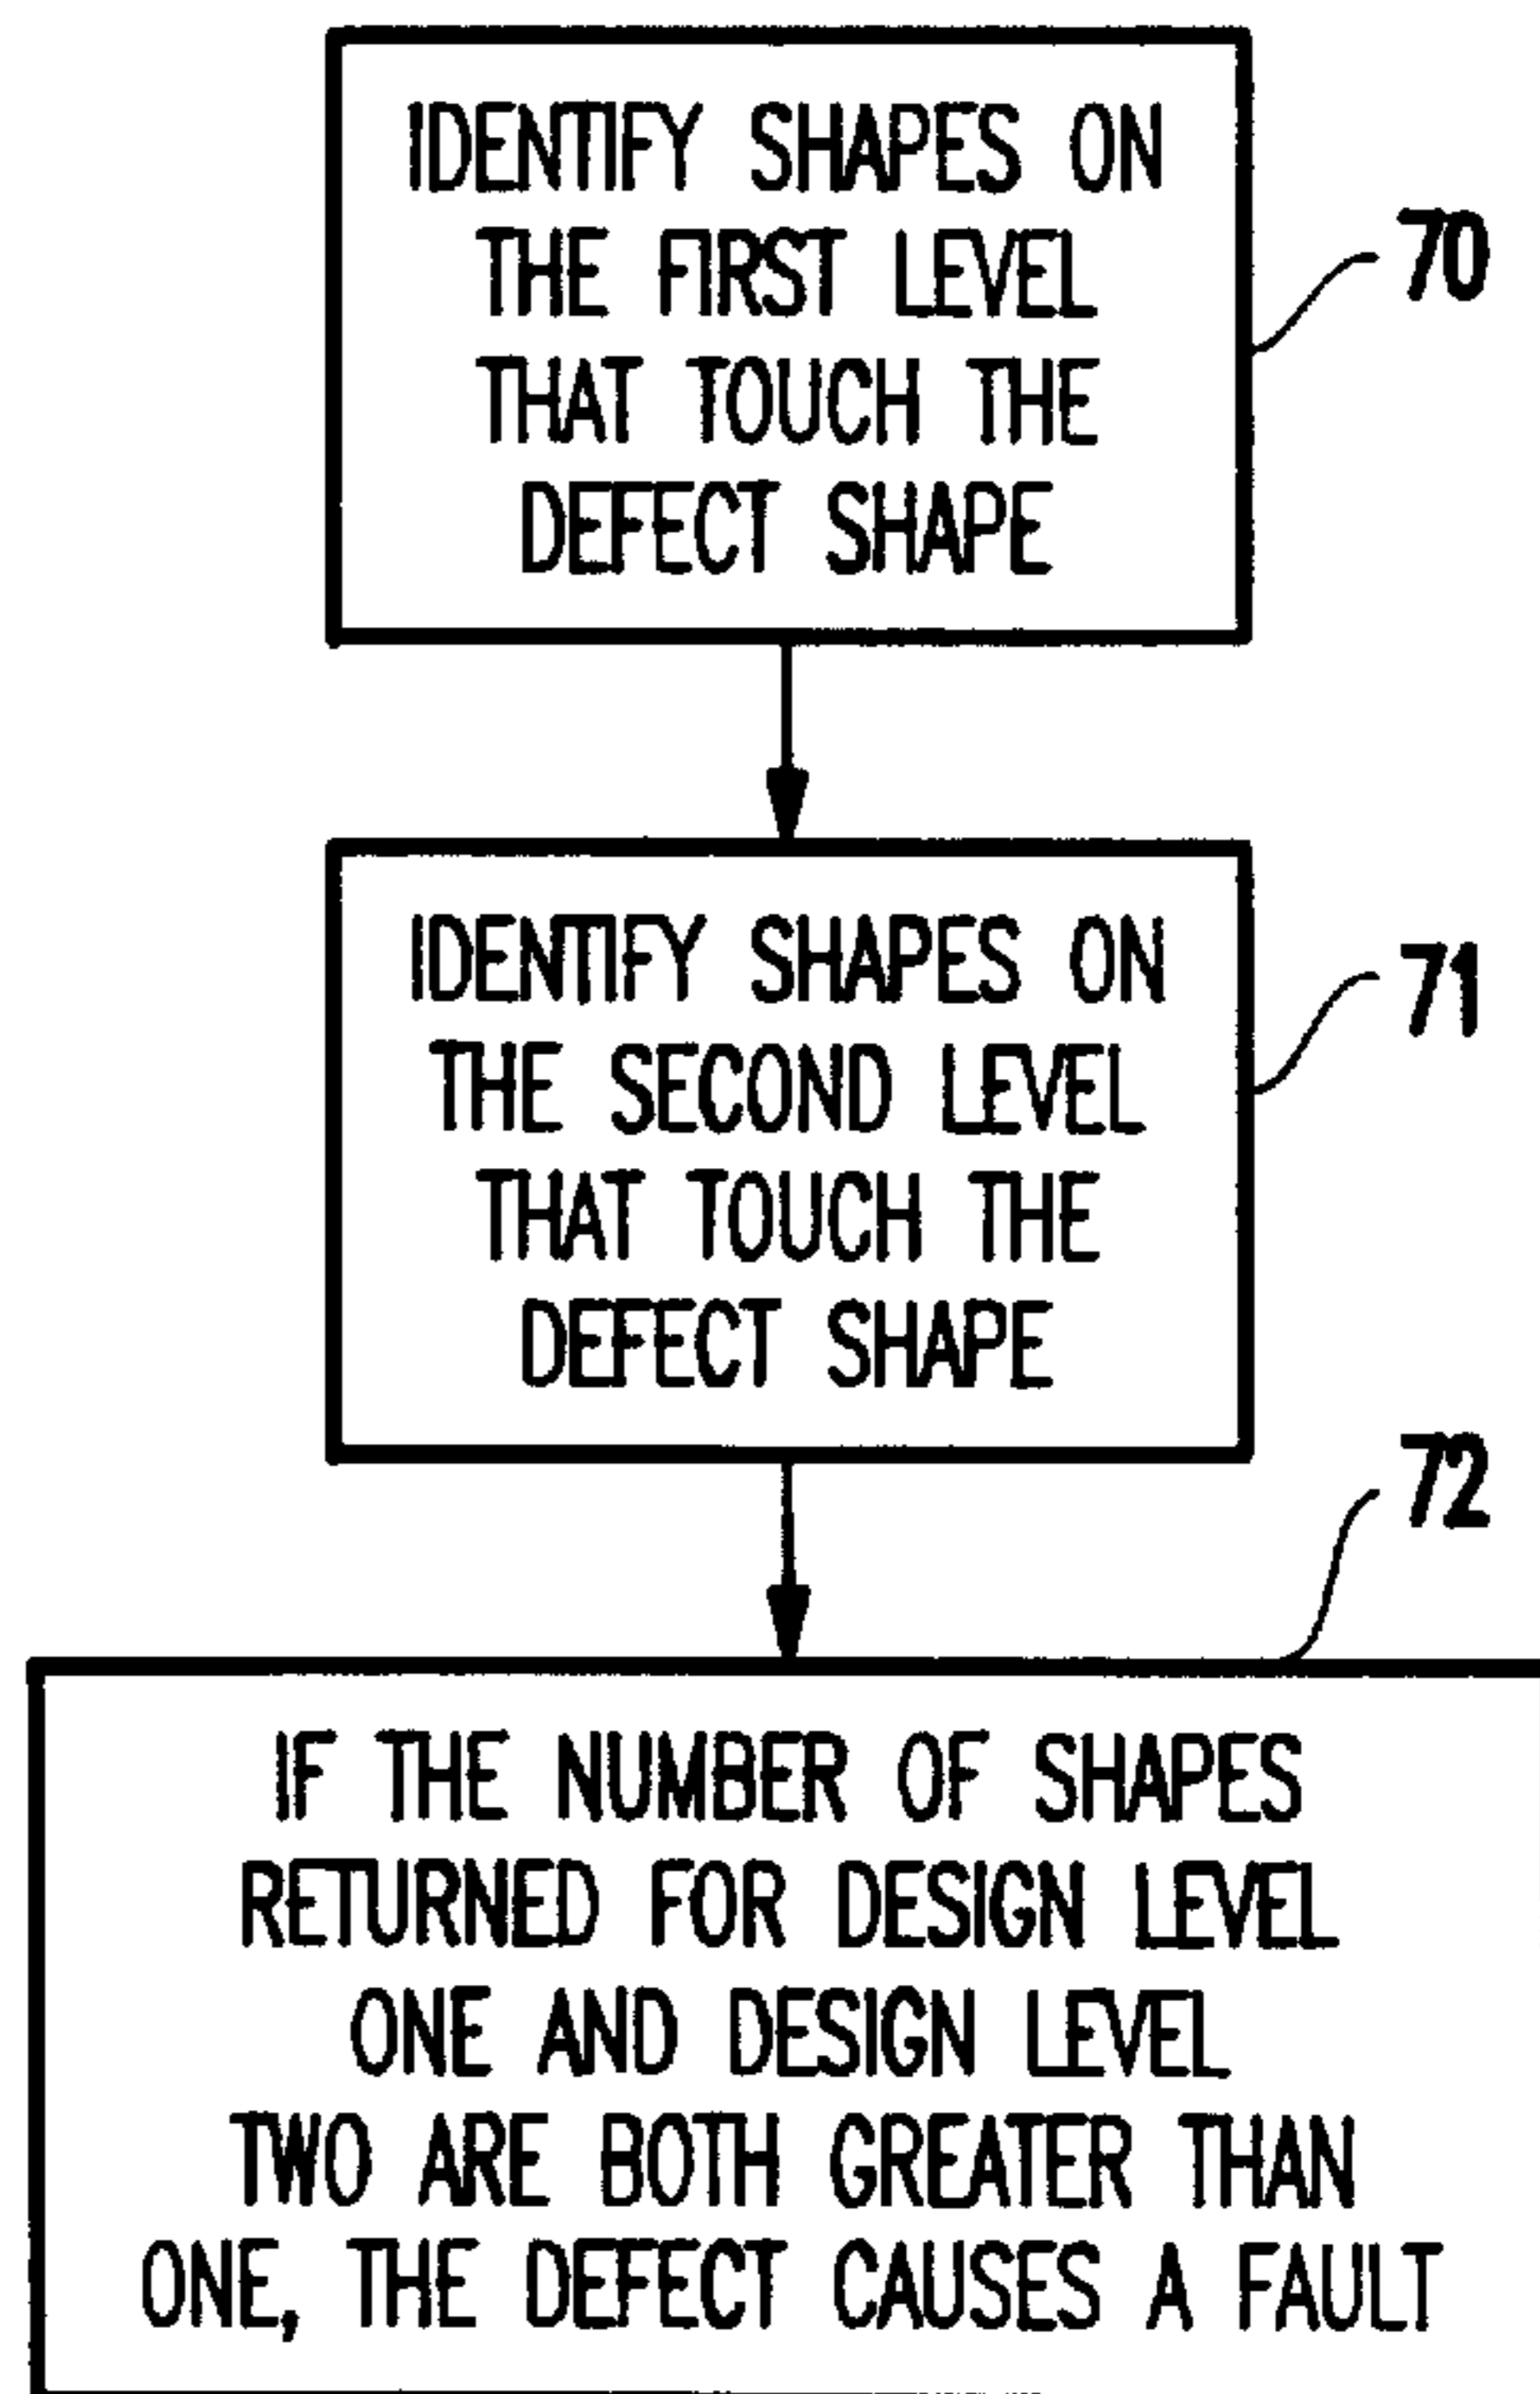 IDENTIFY SHAPES ON
THE FIRST LEVEL
THAT TOUCH THE
DEFECT SHAPE
70
IDENTIFY SHAPES ON
THE SECOND LEVEL
THAT TOUCH THE
DEFECT SHAPE
71
72
IF THE NUMBER OF SHAPES
RETURNED FOR DESIGN LEVEL
ONE AND DESIGN LEVEL
TWO ARE BOTH GREATER THAN
ONE, THE DEFECT CAUSES A FAULT